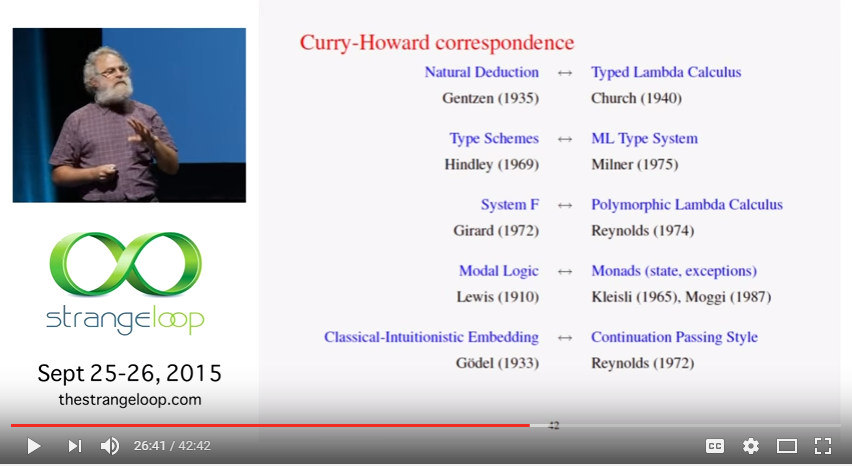 Curry-Howard correspondence
Natural Deduction ↔ Typed Lambda Calculus
Gentzen (1935) Church (1940)
Type Schemes ↔ ML Type System
Hindley (1969) Milner (1975)
System F ↔ Polymorphic Lambda Calculus
Girard (1972) Reynolds (1974)
Modal Logic ↔ Monads (state, exceptions)
Lewis (1910) Kleisli (1965), Moggi (1987)
Classical-Intuitionistic Embedding ↔ Continuation Passing Style
Gödel (1933) Reynolds (1972)
strangeloop
Sept 25-26, 2015
thestrangeloop.com
42
26:41 / 42:42
CC